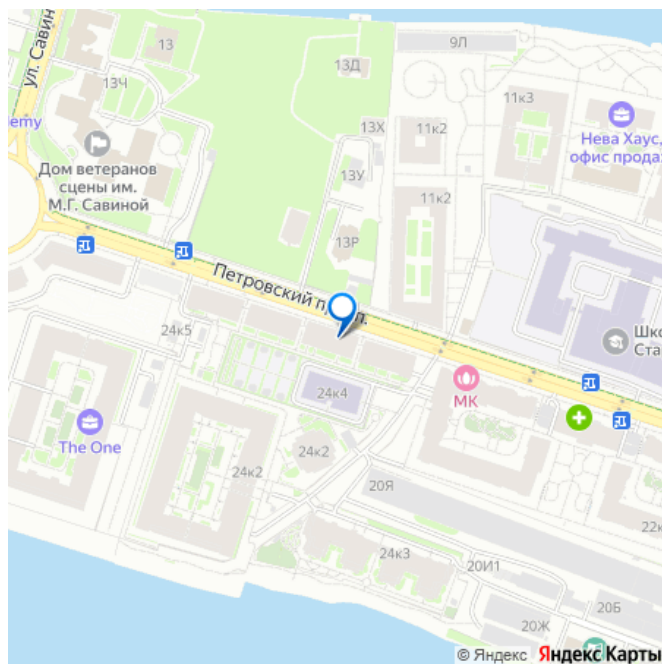 ул. Савин
13
13Ч
emy
Дом ветеранов
сцены им.
М.Г. Савиной
13Д
9Л
13Х
13У
13Р
11к2
11к3
11к2
Нева Хаус,
офис продаж
Петровский п
п.
24к5
24к4
МК
Шко
Ста
The One
24к2
24к2
20Я
24к3
20И1
22к
20Б
20Ж
© Яндекс Яндекс Карты